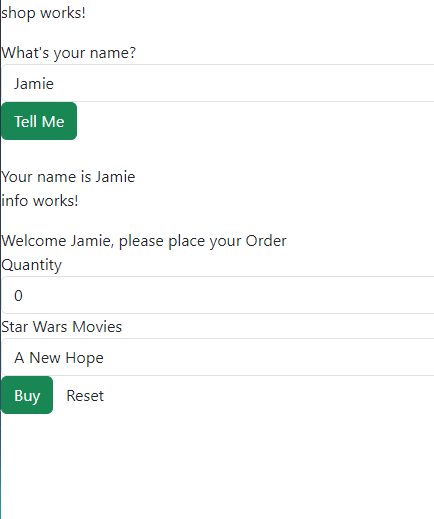 shop works!
What's your name?
Jamie
Tell Me
Your name is Jamie
info works!
Welcome Jamie, please place your Order
Quantity
0
Star Wars Movies
A New Hope
Buy Reset